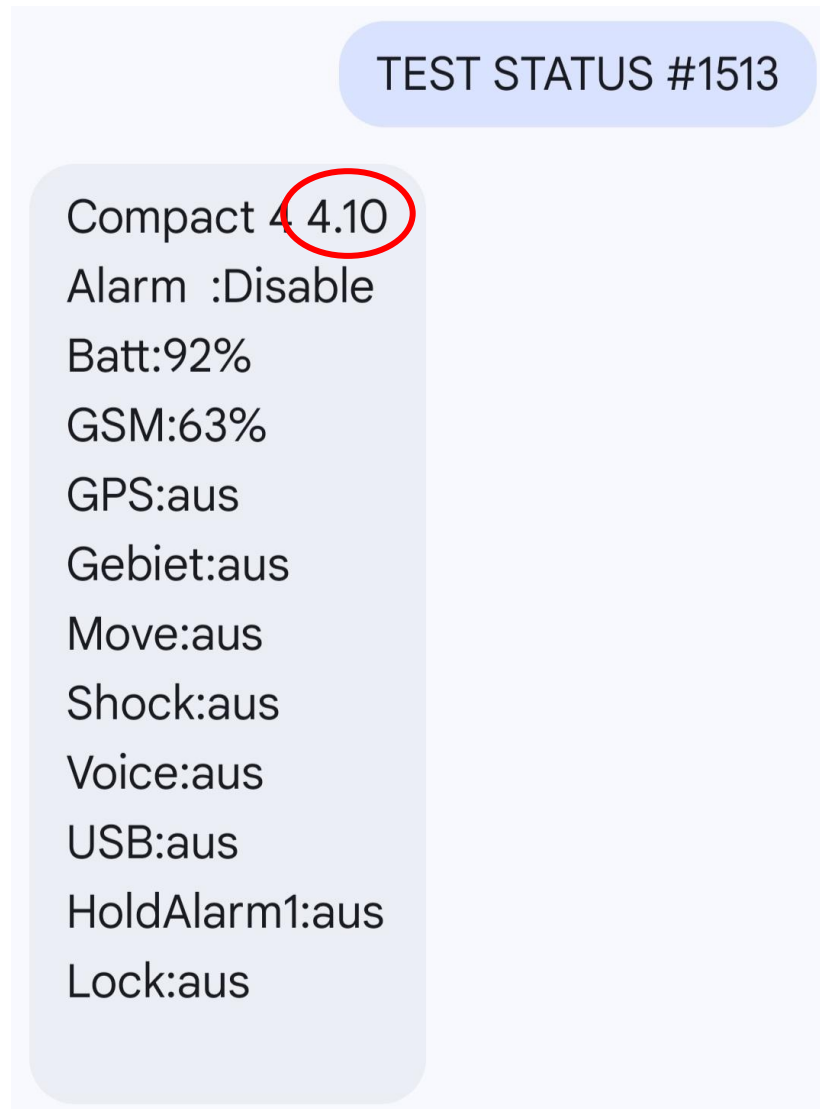 TEST STATUS #1513
Compact 4 4.10
Alarm  :Disable
Batt:92%
GSM:63%
GPS:aus
Gebiet:aus
Move:aus
Shock:aus
Voice:aus
USB:aus
HoldAlarm1:aus
Lock:aus